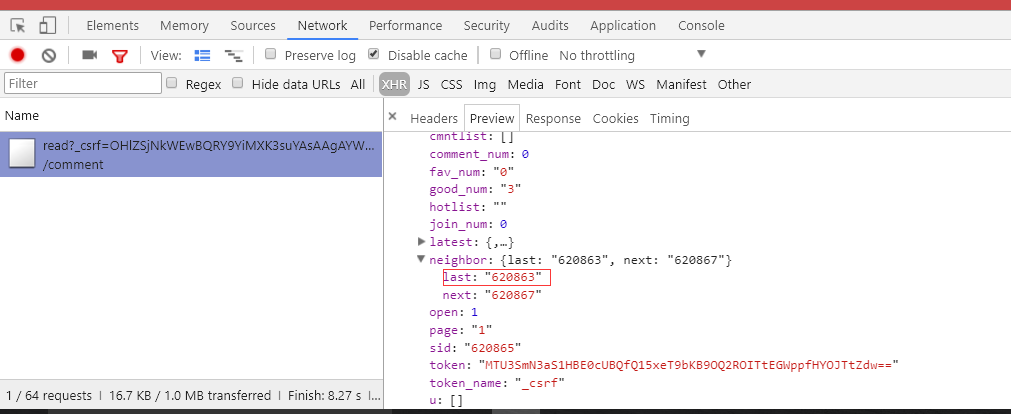 Elements Memory Sources Network Performance Security Audits Application Console
View: Preserve log Disable cache Offline No throttling
Filter Regex Hide data URLs All XHR JS CSS Img Media Font Doc WS Manifest Other
Name
read?_csrf=OHlZSjNkWEwBQRY9YiMXK3suYAsAAgAYW...
/comment
1 / 64 requests | 16.7 KB / 1.0 MB transferred | Finish: 8.27 s |...
× Headers Preview Response Cookies Timing
cmntlist: []
comment_num: 0
fav_num: "0"
good_num: "3"
hotlist: ""
join_num: 0
latest: {,…}
neighbor: {last: "620863", next: "620867"}
last: "620863"
next: "620867"
open: 1
page: "1"
sid: "620865"
token: "MTU3SmN3aS1HBE0cUBQfQ15xeT9bKB9OQ2ROITtEGWppfHYOJTtZdw=="
token_name: "_csrf"
u: []